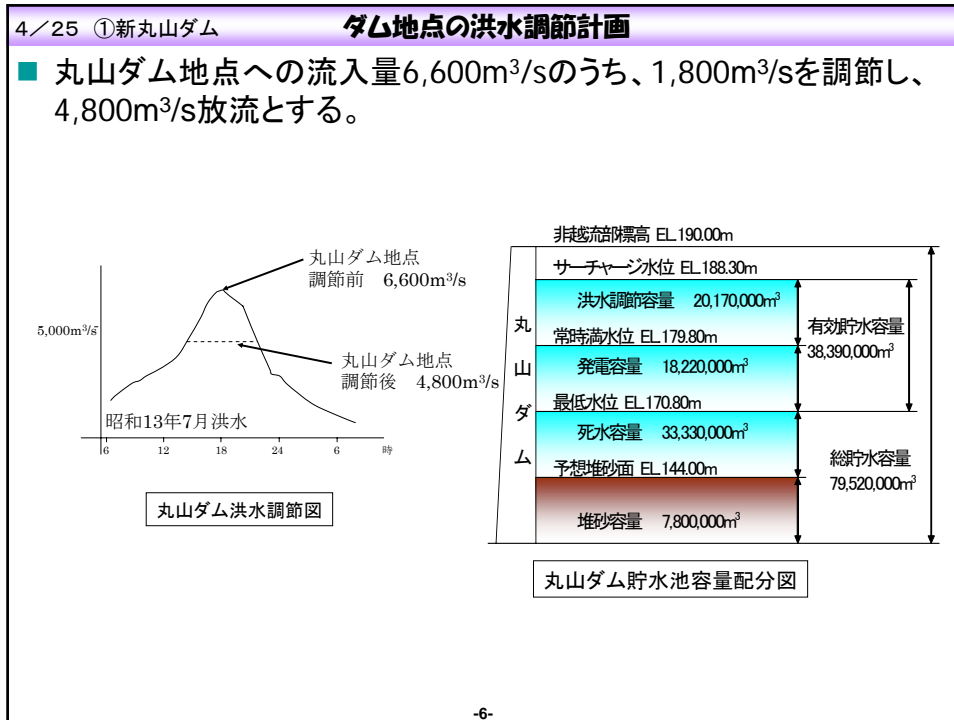 4/25 ①新丸山ダム
ダム地点の洪水調節計画
■ 丸山ダム地点への流入量6,600m³/sのうち、1,800m³/sを調節し、
4,800m³/s放流とする。
丸山ダム地点
調節前 6,600m³/s
5,000m³/s
丸山ダム地点
調節後 4,800m³/s
昭和13年7月洪水
6 12 18 24 6 時
丸山ダム洪水調節図
非越流部標高 EL.190.00m
サーチャージ水位 EL.188.30m
洪水調節容量 20,170,000m³
常時満水位 EL.179.80m
発電容量 18,220,000m³
最低水位 EL.170.80m
死水容量 33,330,000m³
予想堆砂面 EL.144.00m
堆砂容量 7,800,000m³
丸山ダム
有効貯水容量
38,390,000m³
総貯水容量
79,520,000m³
丸山ダム貯水池容量配分図
-6-